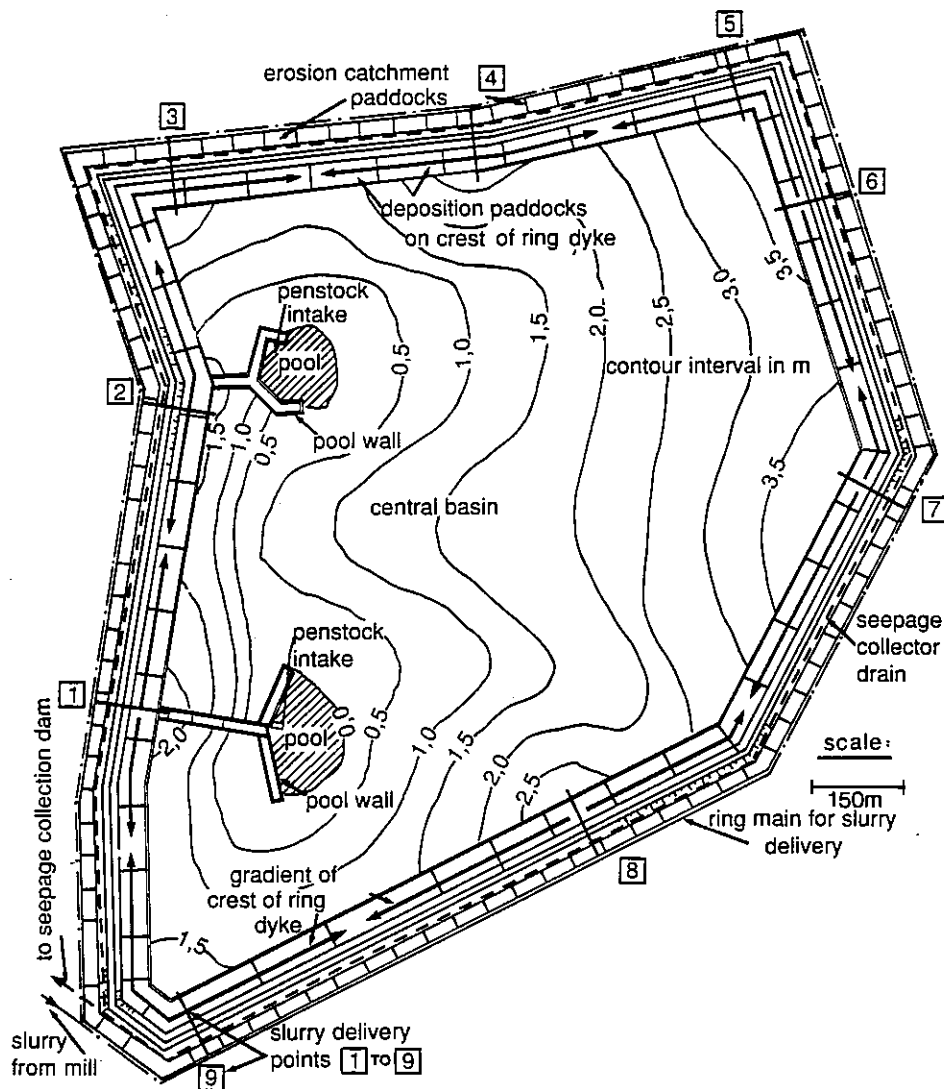 5
erosion catchment
paddocks
4
3
6
deposition paddocks
on crest of ring dyke
3,5
3,5
3,0
2,5
2,0
1,5
1,0
0,5
penstock
intake
pool
contour interval in m
2
pool wall
1,5
1,0
0,5
central basin
3,5
7
seepage
collector
drain
penstock
intake
1
2,0
pool
0,0
0,5
1,0
1,5
2,0
2,5
pool wall
scale:
150m
ring main for slurry
delivery
8
gradient of
crest of ring
dyke
1,5
to seepage collection dam
slurry
from mill
slurry delivery
points 1 TO 9
9